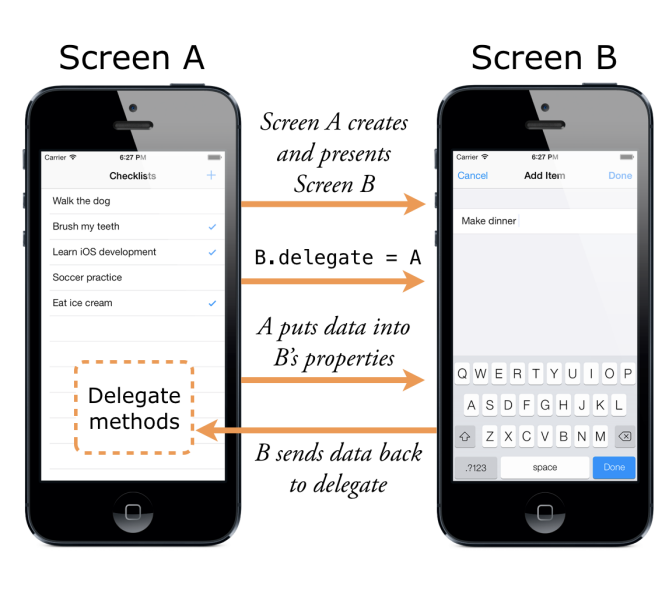 Screen A
Screen B
Screen A creates
and presents
Screen B
B.delegate = A
A puts data into
B's properties
B sends data back
to delegate
Carrier 6:27 PM
Checklists +
Walk the dog
Brush my teeth
Learn iOS development
Soccer practice
Eat ice cream
Delegate
methods
Carrier 6:27 PM
Cancel Add Item Done
Make dinner
Q W E R T Y U I O P
A S D F G H J K L
Z X C V B N M
.?123 space Done